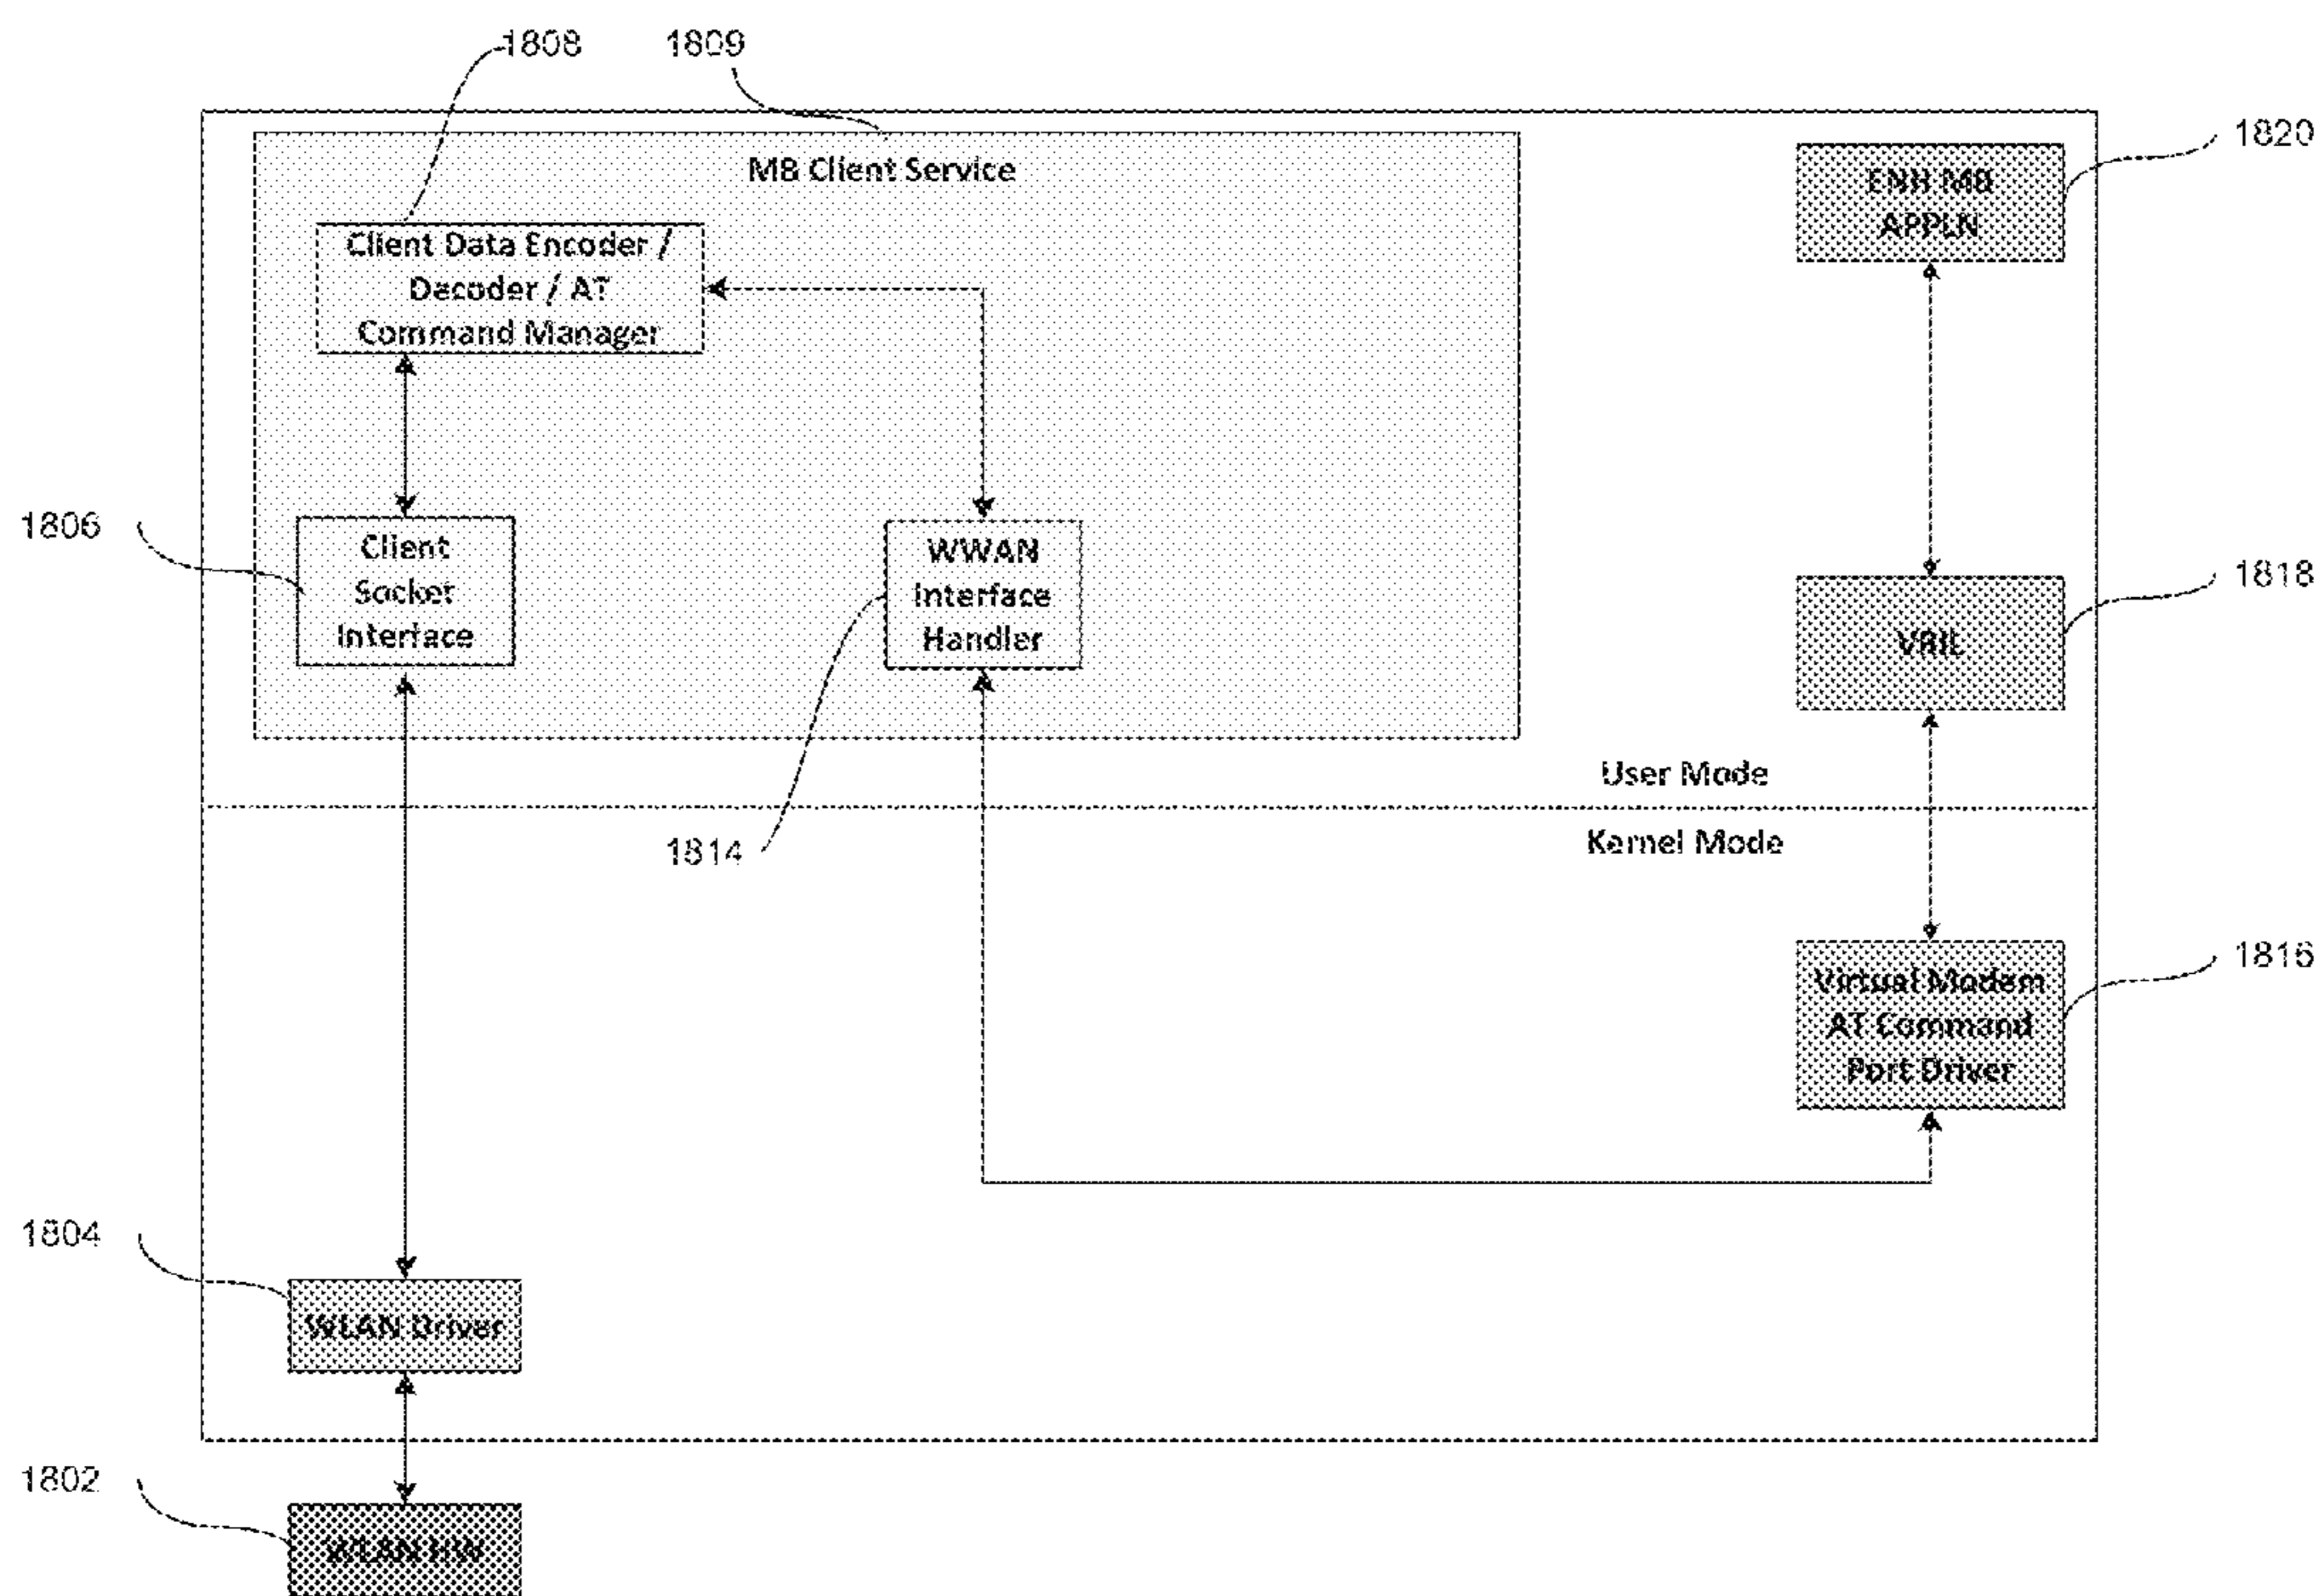 1808
1809
MB Client Service
1820
ENH MB
APPLN
Client Data Encoder /
Decoder / AT
Command Manager
1806
Client
Socket
Interface
WWAN
Interface
Handler
1818
VRIL
User Mode
1814
Kernel Mode
1816
Virtual Modem
AT Command
Port Driver
1804
WLAN Driver
1802
WLAN HW